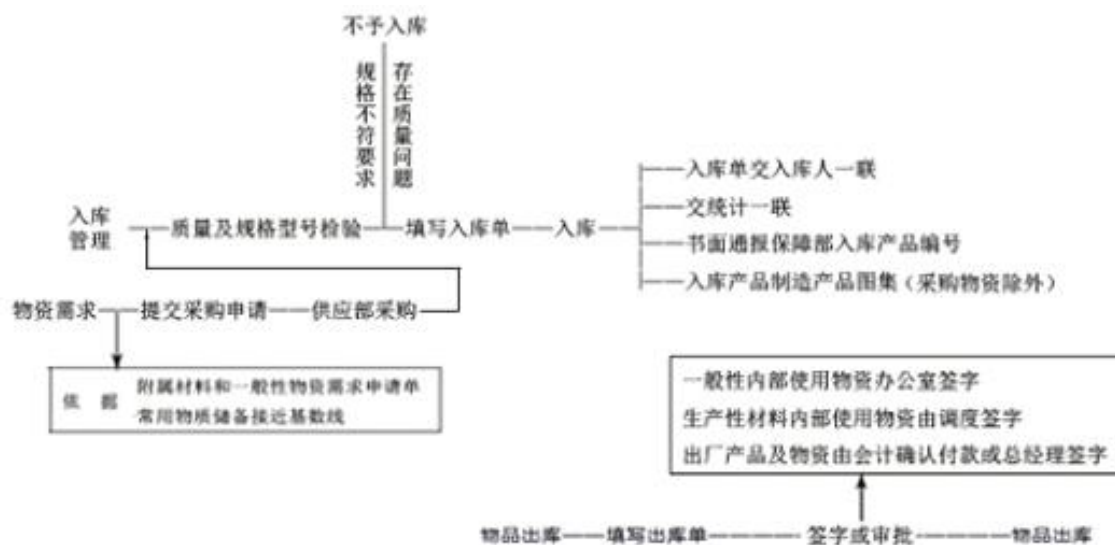 不予入库
规格不符要求
存在质量问题
入库单交入库人一联
交统计一联
入库管理
质量及规格型号检验
填写入库单
入库
书面通报保障部入库产品编号
入库产品制造产品图集（采购物资除外）
物资需求
提交采购申请
供应部采购
依据
附属材料和一般性物资需求申请单
常用物质储备接近基数线
一般性内部使用物资办公室签字
生产性材料内部使用物资由调度签字
出厂产品及物资由会计确认付款或总经理签字
物品出库
填写出库单
签字或审批
物品出库